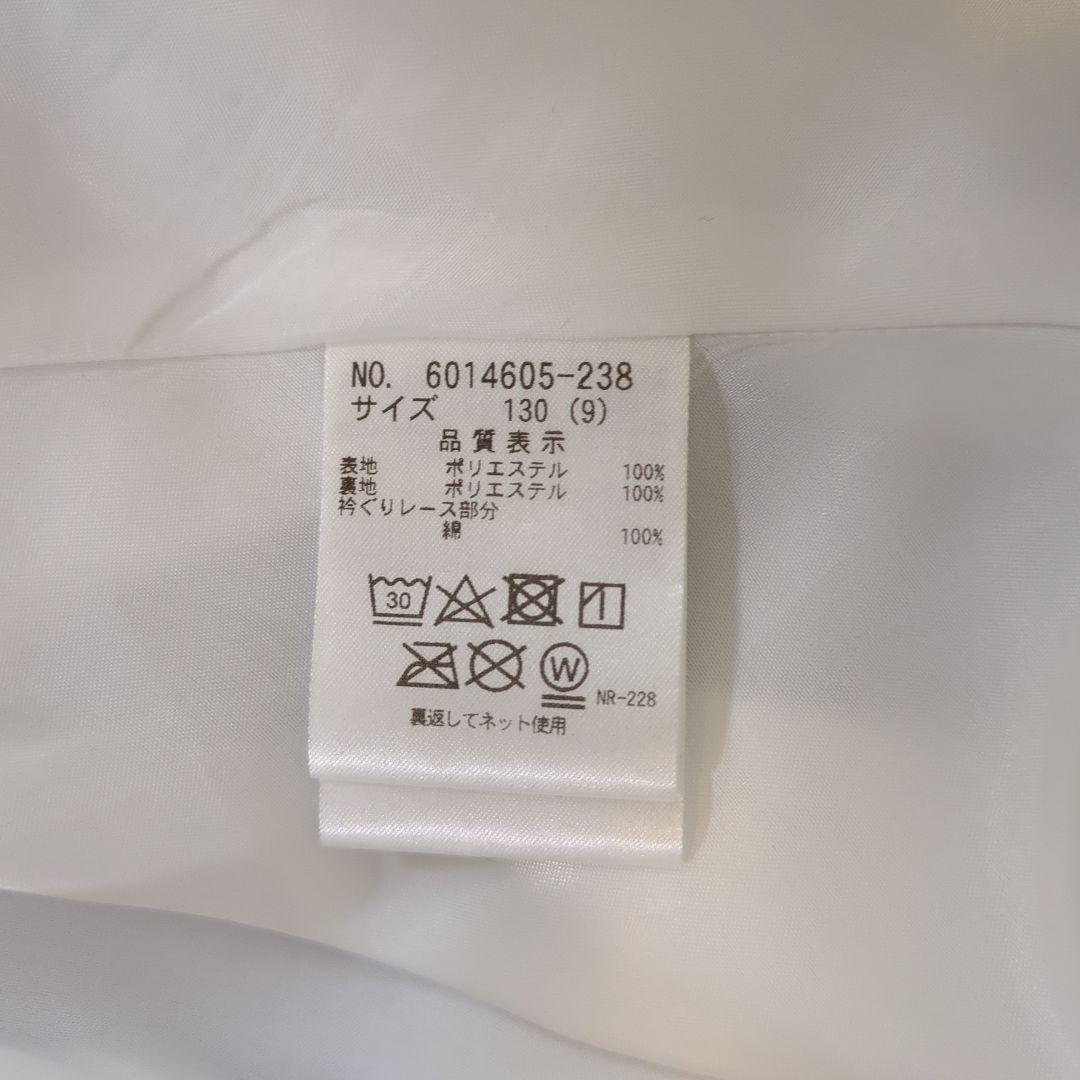 NO. 6014605-238
サイズ 130 (9)
品質表示
表地 ポリエステル 100%
裏地 ポリエステル 100%
衿ぐりレース部分
綿 100%
30
W NR-228
裏返してネット使用